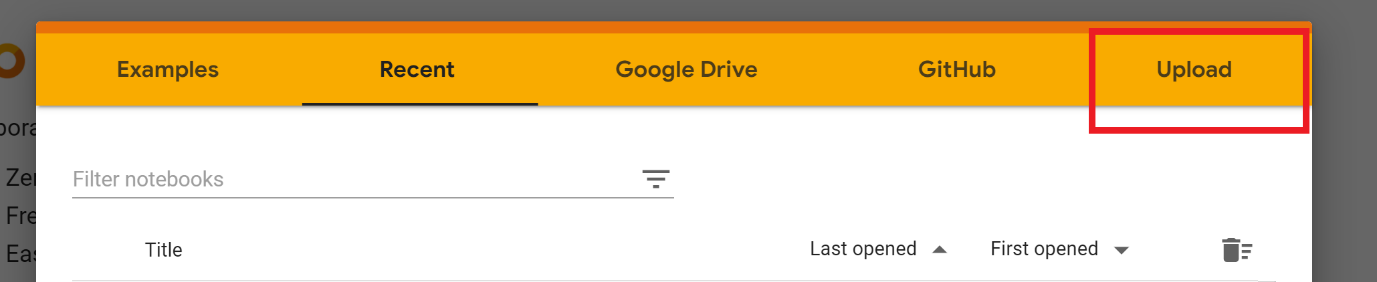 Examples Recent Google Drive GitHub Upload
Filter notebooks
Title Last opened First opened